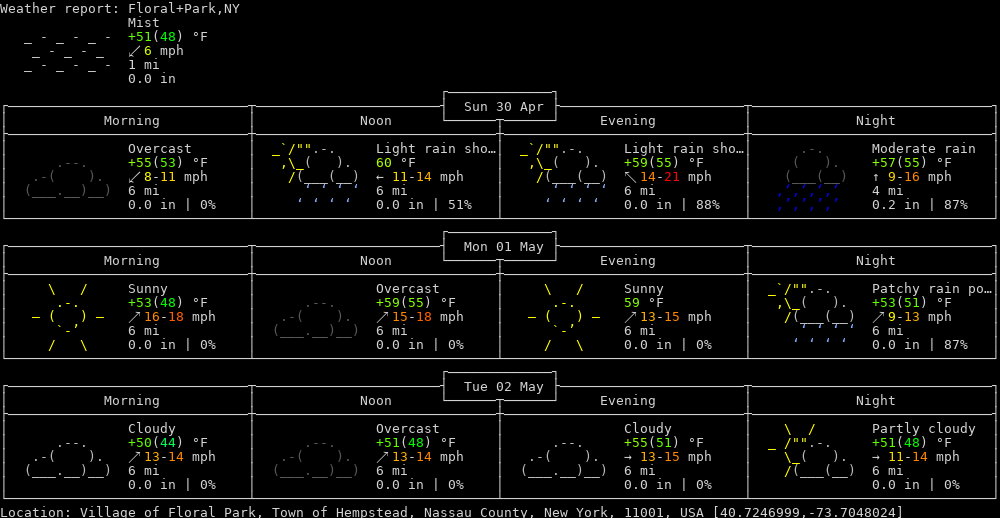 Weather report: Floral+Park,NY
Mist
+51(48) °F
↙ 6 mph
1 mi
0.0 in
Sun 30 Apr
Morning Noon Evening Night
Overcast Light rain sho… Light rain sho… Moderate rain
+55(53) °F 60 °F +59(55) °F +57(55) °F
↙ 8-11 mph ← 11-14 mph ↖ 14-21 mph ↑ 9-16 mph
6 mi 6 mi 6 mi 4 mi
0.0 in | 0% 0.0 in | 51% 0.0 in | 88% 0.2 in | 87%
Mon 01 May
Morning Noon Evening Night
Sunny Overcast Sunny Patchy rain po…
+53(48) °F +59(55) °F 59 °F +53(51) °F
↗ 16-18 mph ↗ 15-18 mph ↗ 13-15 mph ↗ 9-13 mph
6 mi 6 mi 6 mi 6 mi
0.0 in | 0% 0.0 in | 0% 0.0 in | 0% 0.0 in | 87%
Tue 02 May
Morning Noon Evening Night
Cloudy Overcast Cloudy Partly cloudy
+50(44) °F +51(48) °F +55(51) °F +51(48) °F
↗ 13-14 mph ↗ 13-14 mph → 13-15 mph → 11-14 mph
6 mi 6 mi 6 mi 6 mi
0.0 in | 0% 0.0 in | 0% 0.0 in | 0% 0.0 in | 0%
Location: Village of Floral Park, Town of Hempstead, Nassau County, New York, 11001, USA [40.7246999,-73.7048024]